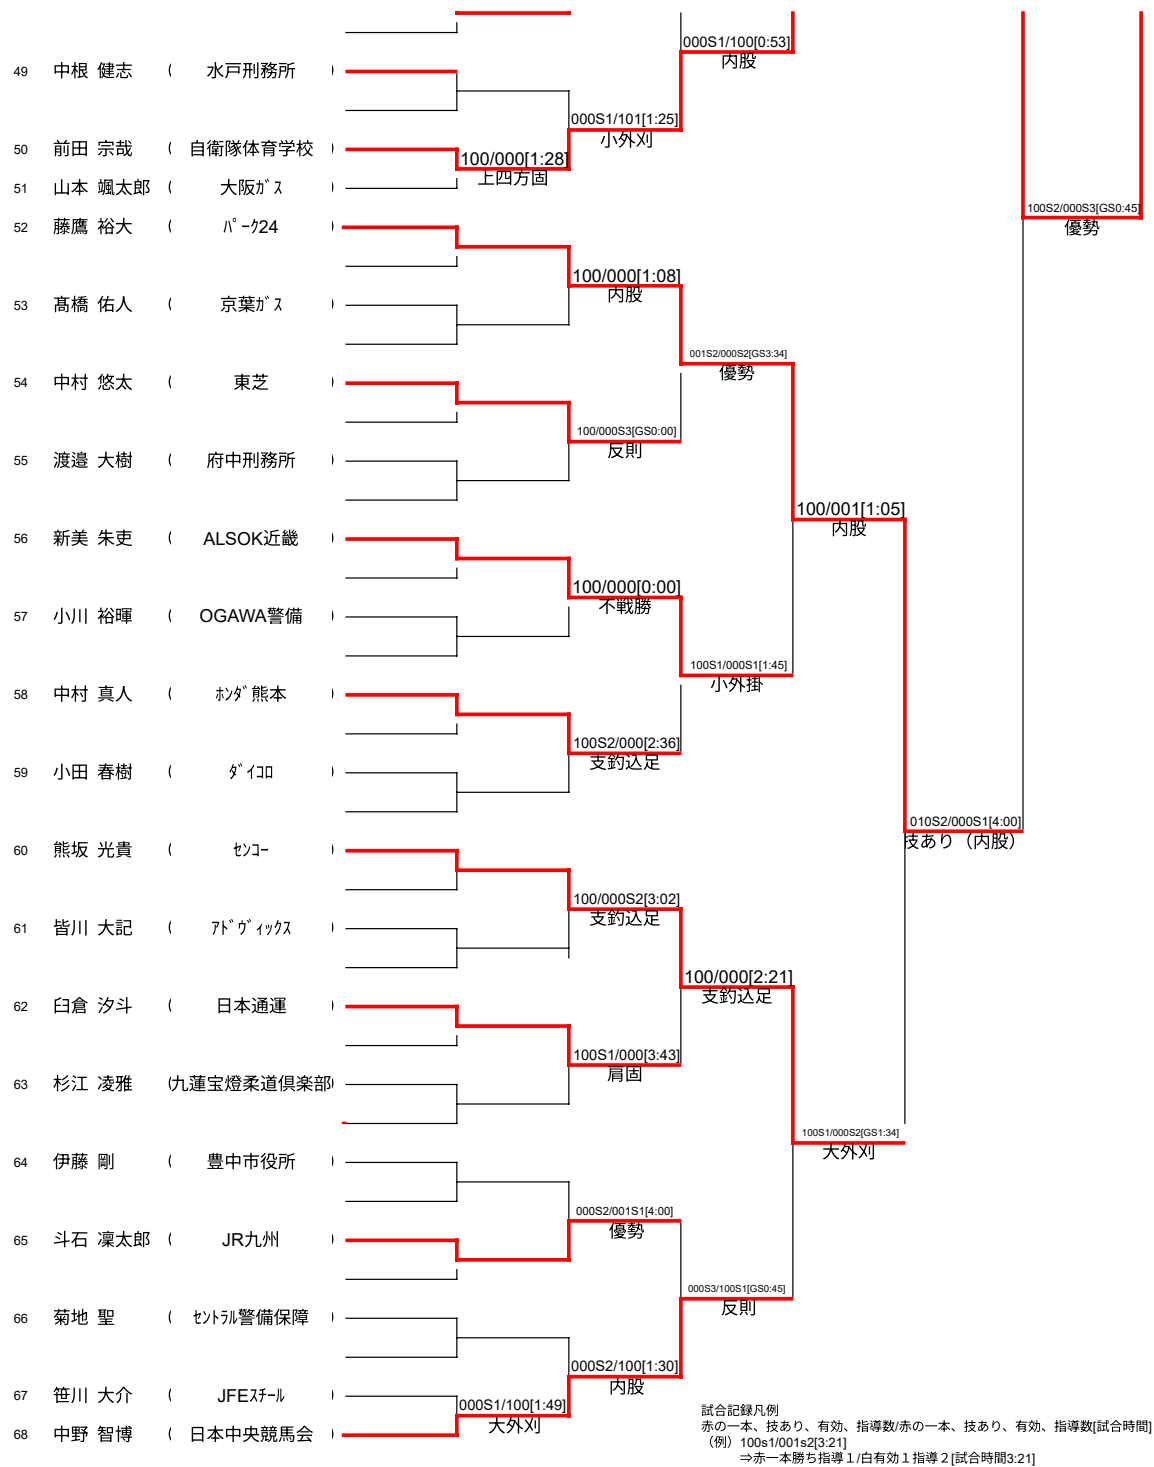 000S1/100[0:53]
内股
49 中根 健志 ( 水戸刑務所 )
000S1/101[1:25]
小外刈
50 前田 宗哉 ( 自衛隊体育学校 )
100/000[1:28]
上四方固
51 山本 颯太郎 ( 大阪ｶﾞｽ )
100S2/000S3[GS0:45]
優勢
52 藤鷹 裕大 ( ﾊﾟｰｸ24 )
100/000[1:08]
内股
53 髙橋 佑人 ( 京葉ｶﾞｽ )
001S2/000S2[GS3:34]
優勢
54 中村 悠太 ( 東芝 )
100/000S3[GS0:00]
反則
55 渡邉 大樹 ( 府中刑務所 )
100/001[1:05]
内股
56 新美 朱吏 ( ALSOK近畿 )
100/000[0:00]
不戦勝
57 小川 裕暉 ( OGAWA警備 )
100S1/000S1[1:45]
小外掛
58 中村 真人 ( ﾎﾝﾀﾞ熊本 )
100S2/000[2:36]
支釣込足
59 小田 春樹 ( ﾀﾞｲｺﾛ )
010S2/000S1[4:00]
技あり（内股）
60 熊坂 光貴 ( ｾﾝｺｰ )
100/000S2[3:02]
支釣込足
61 皆川 大記 ( ｱﾄﾞｳﾞｨｯｸｽ )
100/000[2:21]
支釣込足
62 臼倉 汐斗 ( 日本通運 )
100S1/000[3:43]
肩固
63 杉江 凌雅 (九蓮宝燈柔道倶楽部)
100S1/000S2[GS1:34]
大外刈
64 伊藤 剛 ( 豊中市役所 )
000S2/001S1[4:00]
優勢
65 斗石 凜太郎 ( JR九州 )
000S3/100S1[GS0:45]
反則
66 菊地 聖 ( ｾﾝﾄﾗﾙ警備保障 )
000S2/100[1:30]
内股
67 笹川 大介 ( JFEｽﾁｰﾙ )
000S1/100[1:49]
大外刈
68 中野 智博 ( 日本中央競馬会 )
試合記録凡例
赤の一本、技あり、有効、指導数/赤の一本、技あり、有効、指導数[試合時間]
（例）100s1/001s2[3:21]
⇒赤一本勝ち指導１/白有効１指導２[試合時間3:21]